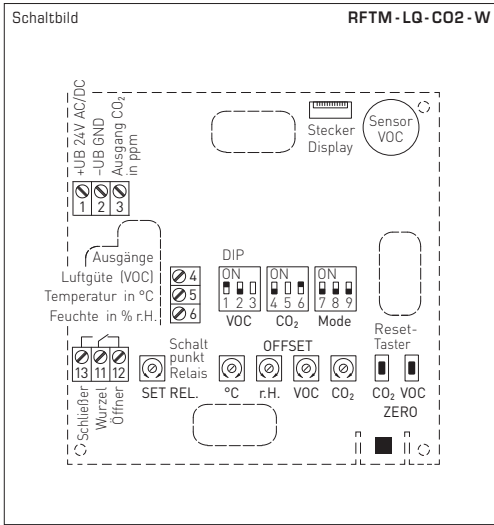 Schaltbild
RFTM-LQ-CO2-W
+UB 24V AC/DC
–UB GND
Ausgang CO₂
in ppm
1 2 3
Stecker
Display
Sensor
VOC
Ausgänge
Luftgüte (VOC) 4
Temperatur in °C 5
Feuchte in % r.H. 6
DIP
ON ON ON
1 2 3 4 5 6 7 8 9
VOC CO₂ Mode
13 11 12
Schließer
Wurzel
Öffner
Schalt
punkt
Relais
SET REL.
OFFSET
°C r.H. VOC CO₂
Reset-
Taster
CO₂ VOC
ZERO